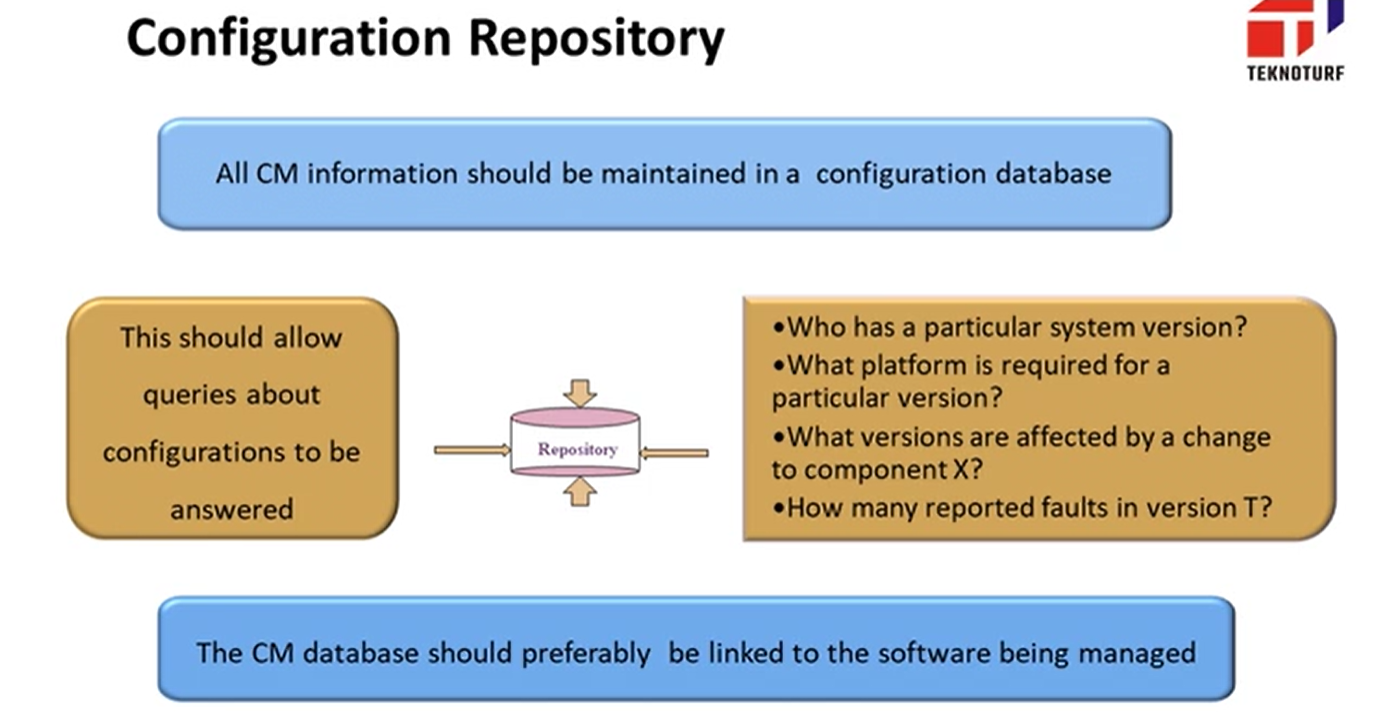 Configuration Repository
TEKNOTURF
All CM information should be maintained in a configuration database
This should allow
queries about
configurations to be
answered
Repository
•Who has a particular system version?
•What platform is required for a
particular version?
•What versions are affected by a change
to component X?
•How many reported faults in version T?
The CM database should preferably be linked to the software being managed